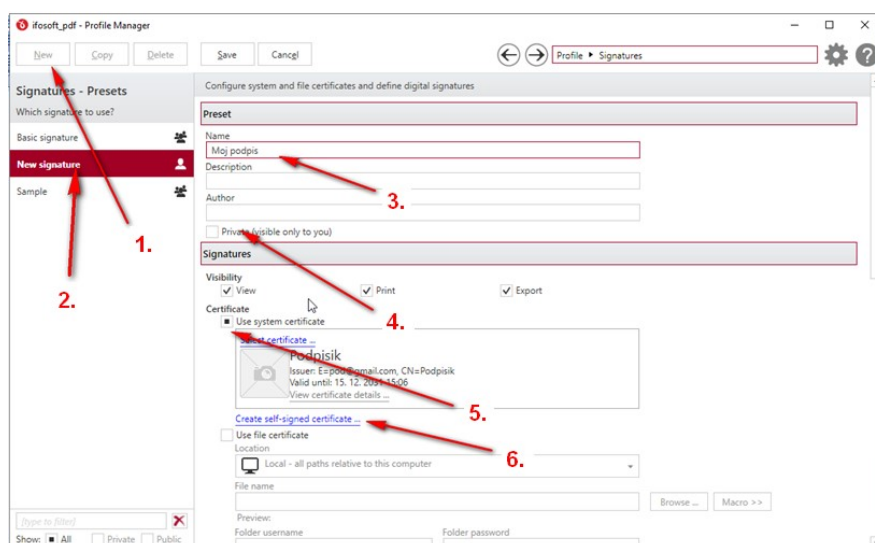 ifosoft_pdf - Profile Manager
New Copy Delete Save Cancel Profile ▸ Signatures
Signatures - Presets
Which signature to use?
Basic signature
New signature
Sample
1.
2.
[type to filter]
Show: All Private Public
Configure system and file certificates and define digital signatures
Preset
Name
Moj podpis
Description
3.
Author
Private (visible only to you)
Signatures
Visibility
View Print Export
4.
Certificate
Use system certificate
Select certificate ...
Podpisik
Issuer: E=pod@gmail.com, CN=Podpisik
Valid until: 15. 12. 2031 15:06
View certificate details ...
5.
Create self-signed certificate ...
6.
Use file certificate
Location
Local - all paths relative to this computer
File name
Browse ... Macro >>
Preview:
Folder username Folder password